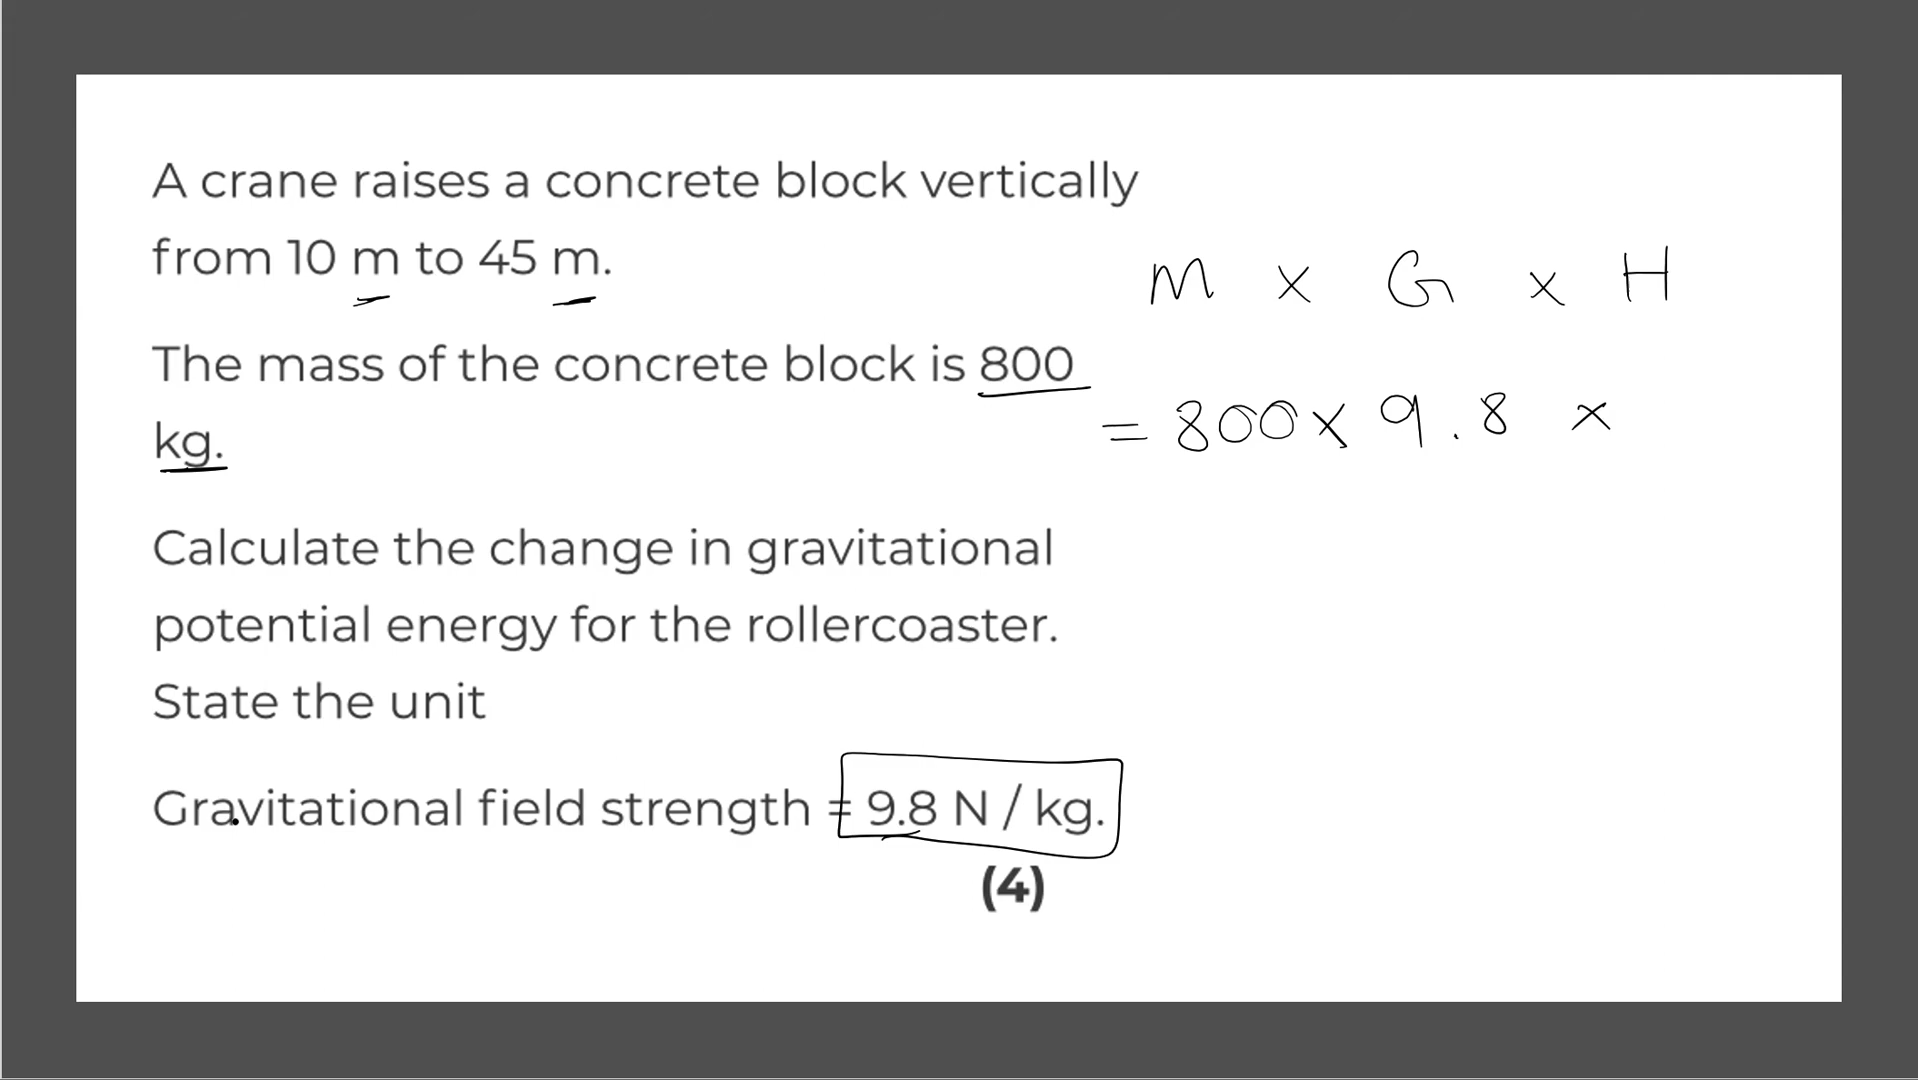 A crane raises a concrete block vertically
from 10 m to 45 m.
The mass of the concrete block is 800
kg.
Calculate the change in gravitational
potential energy for the rollercoaster.
State the unit
Gravitational field strength = 9.8 N / kg.
(4)
M x G x H
= 800 x 9.8 x